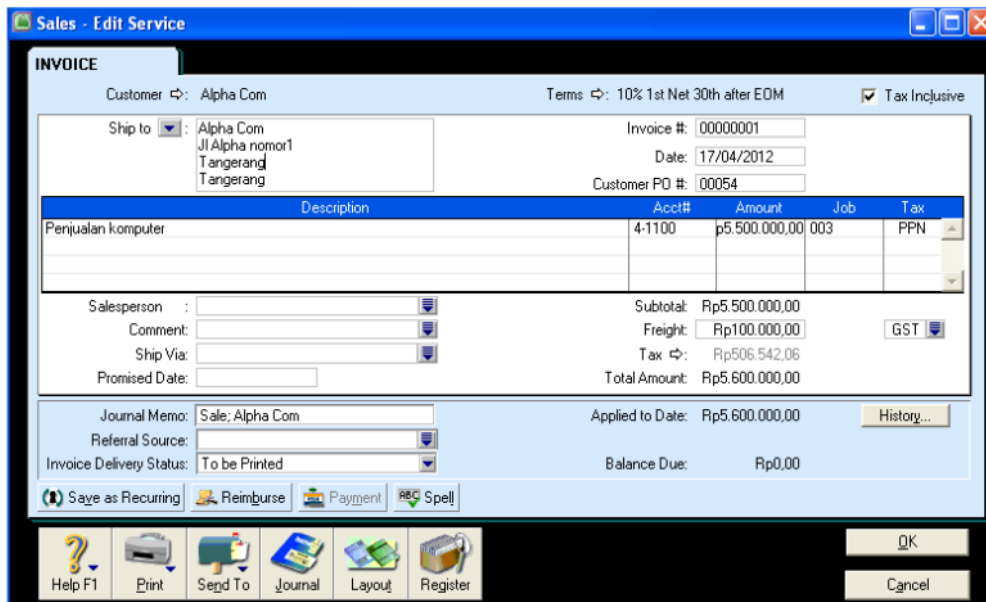 Sales - Edit Service
INVOICE
Customer ⇨: Alpha Com
Terms ⇨: 10% 1st Net 30th after EOM
Tax Inclusive
Ship to : Alpha Com
Jl Alpha nomor1
Tangerang
Tangerang
Invoice #: 00000001
Date: 17/04/2012
Customer PO #: 00054
Description Acct# Amount Job Tax
Penjualan komputer 4-1100 p5.500.000,00 003 PPN
Salesperson :
Comment:
Ship Via:
Promised Date:
Subtotal: Rp5.500.000,00
Freight: Rp100.000,00 GST
Tax ⇨: Rp506.542,06
Total Amount: Rp5.600.000,00
Journal Memo: Sale; Alpha Com
Referral Source:
Invoice Delivery Status: To be Printed
Applied to Date: Rp5.600.000,00
History...
Balance Due: Rp0,00
Save as Recurring Reimburse Payment ABC Spell
Help F1 Print Send To Journal Layout Register
OK
Cancel